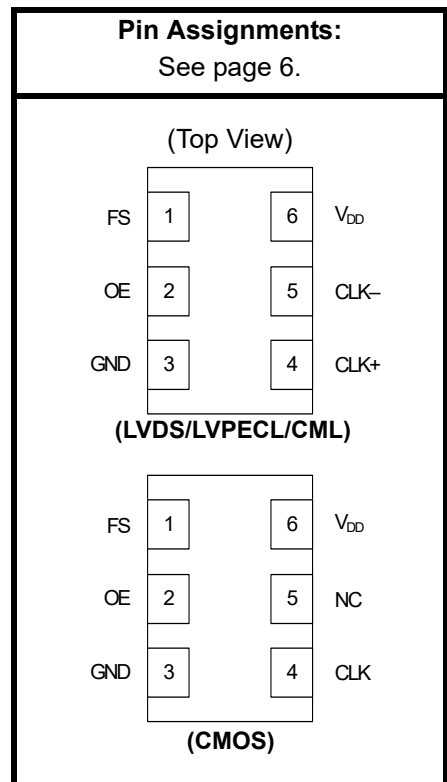 Pin Assignments:
See page 6.
(Top View)
FS 1 6 VDD
OE 2 5 CLK–
GND 3 4 CLK+
(LVDS/LVPECL/CML)
FS 1 6 VDD
OE 2 5 NC
GND 3 4 CLK
(CMOS)